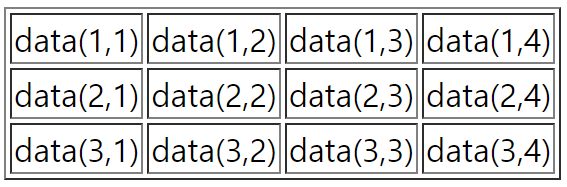 data(1,1) data(1,2) data(1,3) data(1,4)
data(2,1) data(2,2) data(2,3) data(2,4)
data(3,1) data(3,2) data(3,3) data(3,4)